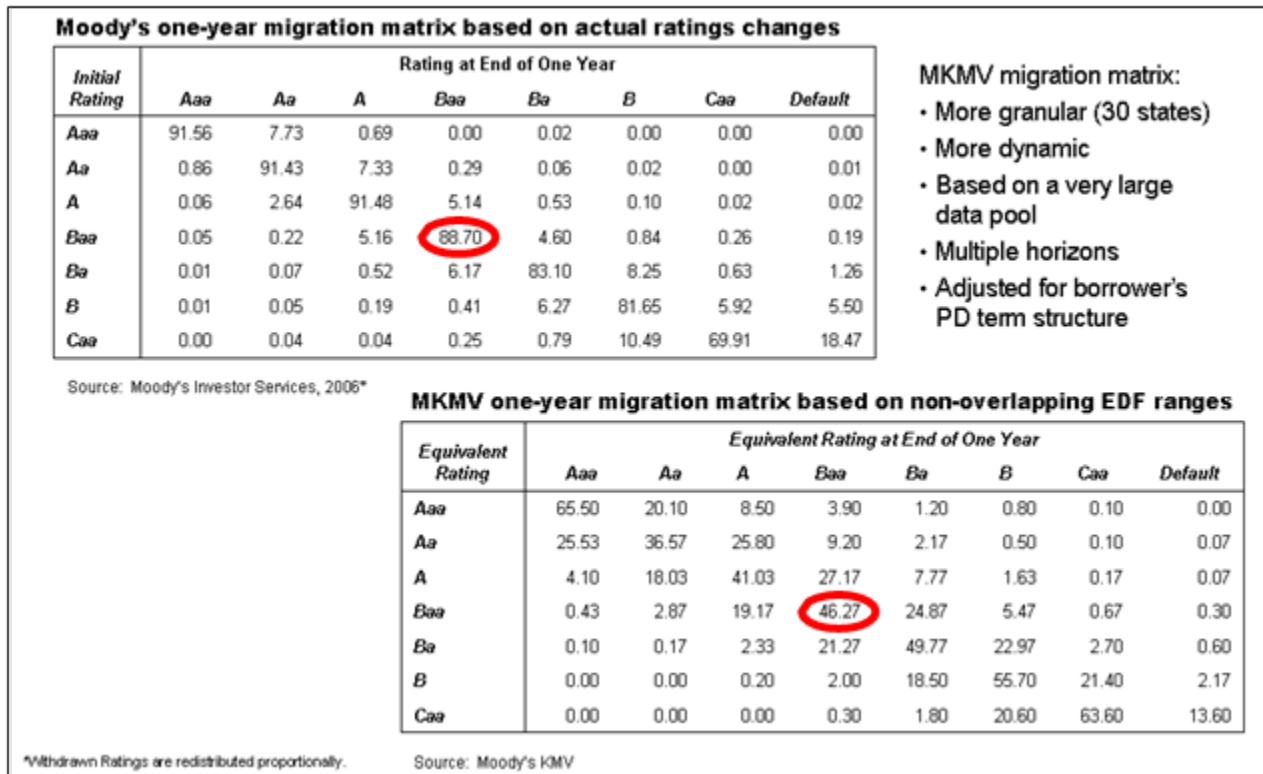 Moody's one-year migration matrix based on actual ratings changes
Initial Rating at End of One Year
Rating Aaa Aa A Baa Ba B Caa Default
Aaa 91.56 7.73 0.69 0.00 0.02 0.00 0.00 0.00
Aa 0.86 91.43 7.33 0.29 0.06 0.02 0.00 0.01
A 0.06 2.64 91.48 5.14 0.53 0.10 0.02 0.02
Baa 0.05 0.22 5.16 88.70 4.60 0.84 0.26 0.19
Ba 0.01 0.07 0.52 6.17 83.10 8.25 0.63 1.26
B 0.01 0.05 0.19 0.41 6.27 81.65 5.92 5.50
Caa 0.00 0.04 0.04 0.25 0.79 10.49 69.91 18.47
Source: Moody's Investor Services, 2006*
MKMV migration matrix:
• More granular (30 states)
• More dynamic
• Based on a very large
data pool
• Multiple horizons
• Adjusted for borrower's
PD term structure
MKMV one-year migration matrix based on non-overlapping EDF ranges
Equivalent Equivalent Rating at End of One Year
Rating Aaa Aa A Baa Ba B Caa Default
Aaa 65.50 20.10 8.50 3.90 1.20 0.80 0.10 0.00
Aa 25.53 36.57 25.80 9.20 2.17 0.50 0.10 0.07
A 4.10 18.03 41.03 27.17 7.77 1.63 0.17 0.07
Baa 0.43 2.87 19.17 46.27 24.87 5.47 0.67 0.30
Ba 0.10 0.17 2.33 21.27 49.77 22.97 2.70 0.60
B 0.00 0.00 0.20 2.00 18.50 55.70 21.40 2.17
Caa 0.00 0.00 0.00 0.30 1.80 20.60 63.60 13.60
*Withdrawn Ratings are redistributed proportionally.
Source: Moody's KMV